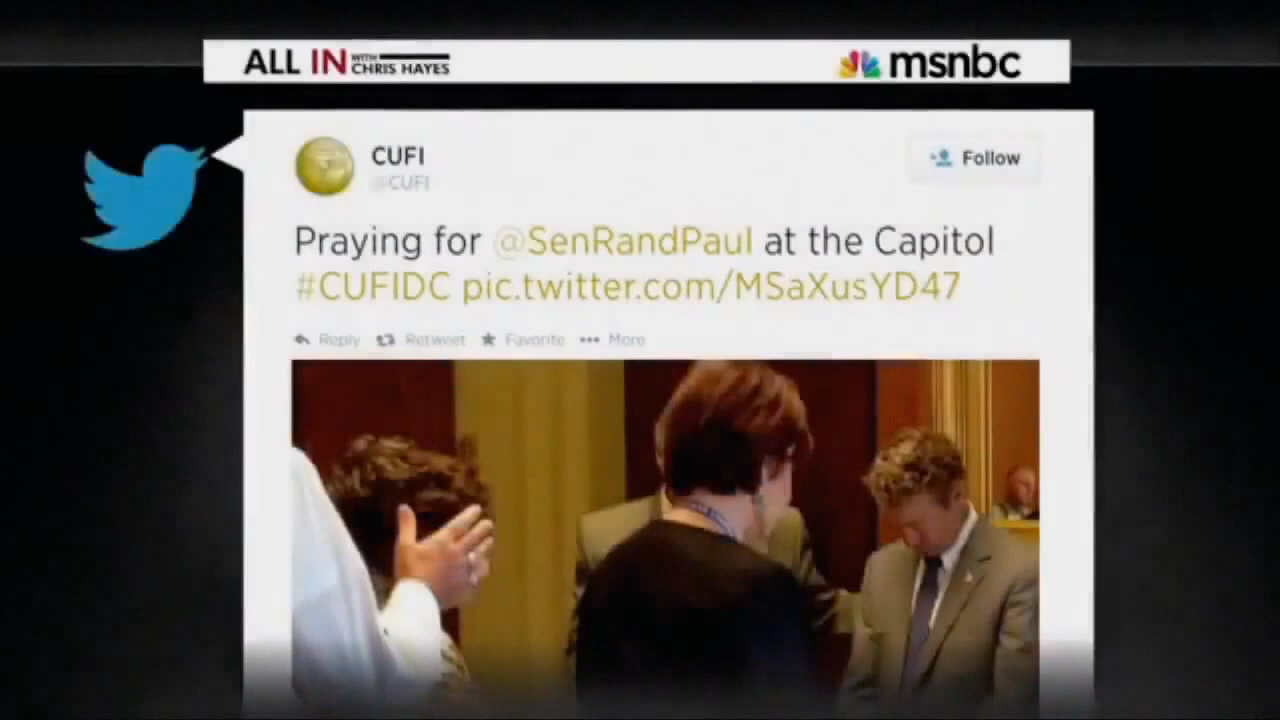 ALL IN WITH CHRIS HAYES
msnbc
CUFI
@CUFI
Follow
Praying for @SenRandPaul at the Capitol
#CUFIDC pic.twitter.com/MSaXusYD47
Reply Retweet Favorite More